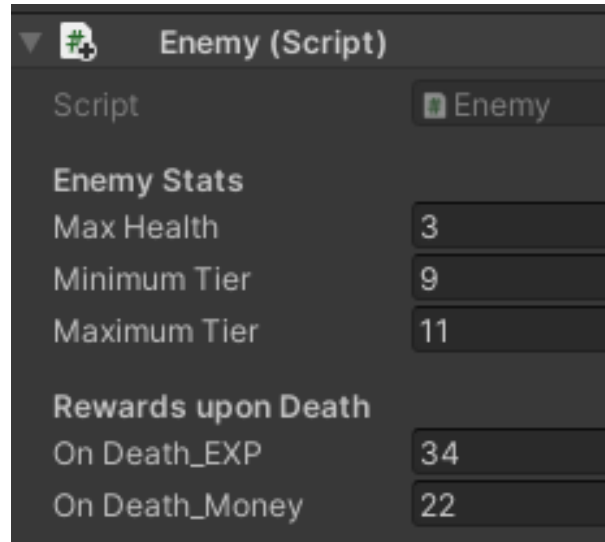 Enemy (Script)
Script Enemy
Enemy Stats
Max Health 3
Minimum Tier 9
Maximum Tier 11
Rewards upon Death
On Death_EXP 34
On Death_Money 22